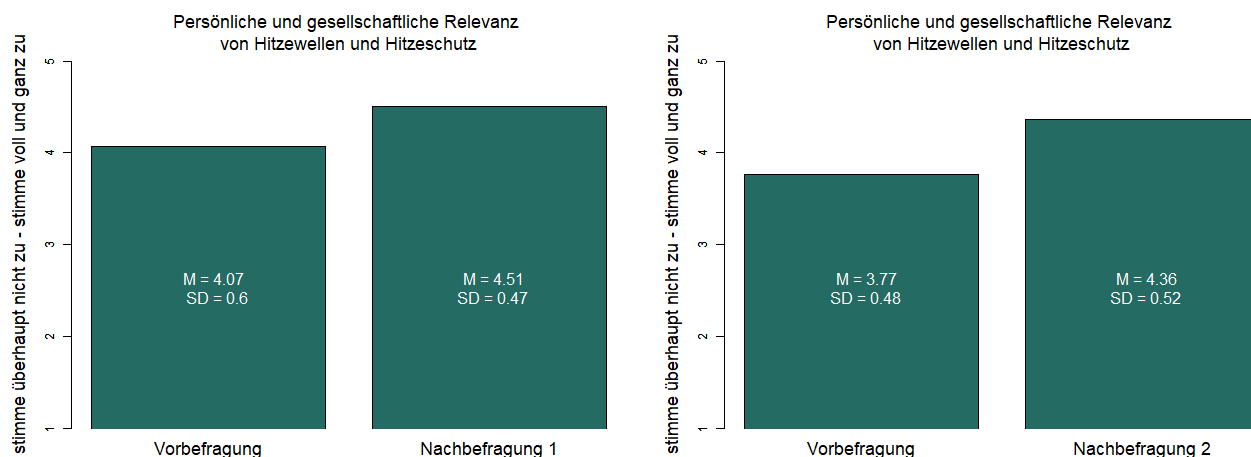 Persönliche und gesellschaftliche Relevanz
von Hitzewellen und Hitzeschutz
stimme überhaupt nicht zu - stimme voll und ganz zu
5
4
3
2
1
M = 4.07
SD = 0.6
M = 4.51
SD = 0.47
Vorbefragung
Nachbefragung 1
Persönliche und gesellschaftliche Relevanz
von Hitzewellen und Hitzeschutz
stimme überhaupt nicht zu - stimme voll und ganz zu
5
4
3
2
1
M = 3.77
SD = 0.48
M = 4.36
SD = 0.52
Vorbefragung
Nachbefragung 2